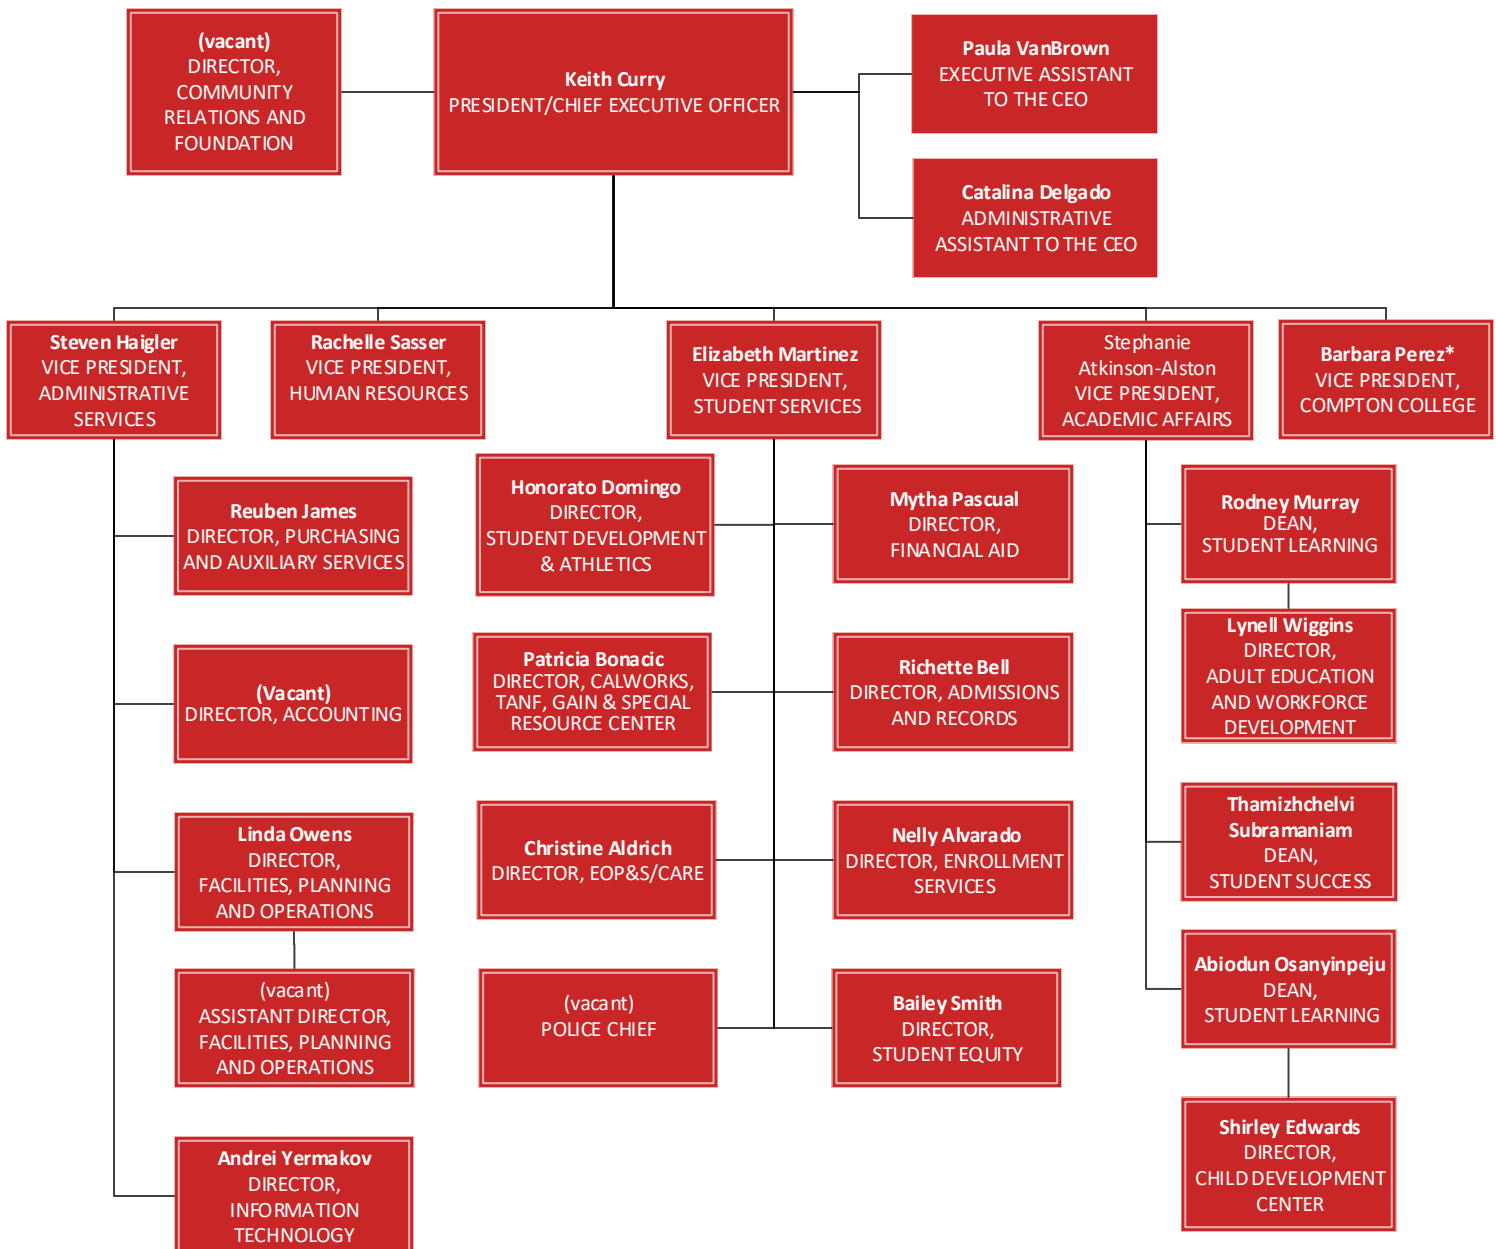 (vacant)
DIRECTOR,
COMMUNITY
RELATIONS AND
FOUNDATION
Keith Curry
PRESIDENT/CHIEF EXECUTIVE OFFICER
Paula VanBrown
EXECUTIVE ASSISTANT
TO THE CEO
Catalina Delgado
ADMINISTRATIVE
ASSISTANT TO THE CEO
Steven Haigler
VICE PRESIDENT,
ADMINISTRATIVE
SERVICES
Rachelle Sasser
VICE PRESIDENT,
HUMAN RESOURCES
Elizabeth Martinez
VICE PRESIDENT,
STUDENT SERVICES
Stephanie
Atkinson-Alston
VICE PRESIDENT,
ACADEMIC AFFAIRS
Barbara Perez*
VICE PRESIDENT,
COMPTON COLLEGE
Reuben James
DIRECTOR, PURCHASING
AND AUXILIARY SERVICES
(Vacant)
DIRECTOR, ACCOUNTING
Linda Owens
DIRECTOR,
FACILITIES, PLANNING
AND OPERATIONS
(vacant)
ASSISTANT DIRECTOR,
FACILITIES, PLANNING
AND OPERATIONS
Andrei Yermakov
DIRECTOR,
INFORMATION
TECHNOLOGY
Honorato Domingo
DIRECTOR,
STUDENT DEVELOPMENT
& ATHLETICS
Patricia Bonacic
DIRECTOR, CALWORKS,
TANF, GAIN & SPECIAL
RESOURCE CENTER
Christine Aldrich
DIRECTOR, EOP&S/CARE
(vacant)
POLICE CHIEF
Mytha Pascual
DIRECTOR,
FINANCIAL AID
Richette Bell
DIRECTOR, ADMISSIONS
AND RECORDS
Nelly Alvarado
DIRECTOR, ENROLLMENT
SERVICES
Bailey Smith
DIRECTOR,
STUDENT EQUITY
Rodney Murray
DEAN,
STUDENT LEARNING
Lynell Wiggins
DIRECTOR,
ADULT EDUCATION
AND WORKFORCE
DEVELOPMENT
Thamizhchelvi
Subramaniam
DEAN,
STUDENT SUCCESS
Abiodun Osanyinpeju
DEAN,
STUDENT LEARNING
Shirley Edwards
DIRECTOR,
CHILD DEVELOPMENT
CENTER